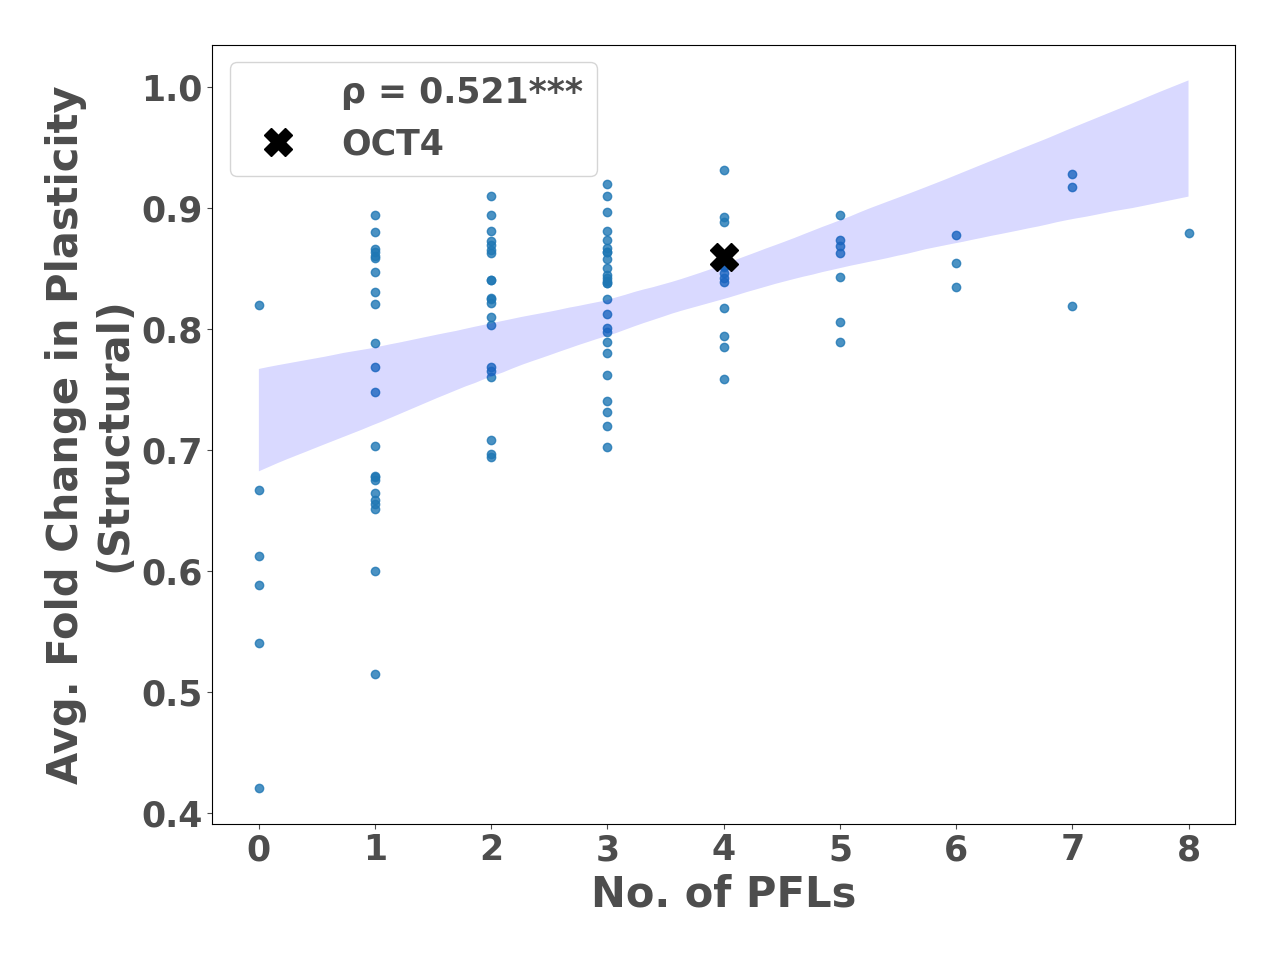 ρ = 0.521***
OCT4
Avg. Fold Change in Plasticity
(Structural)
1.0
0.9
0.8
0.7
0.6
0.5
0.4
0 1 2 3 4 5 6 7 8
No. of PFLs